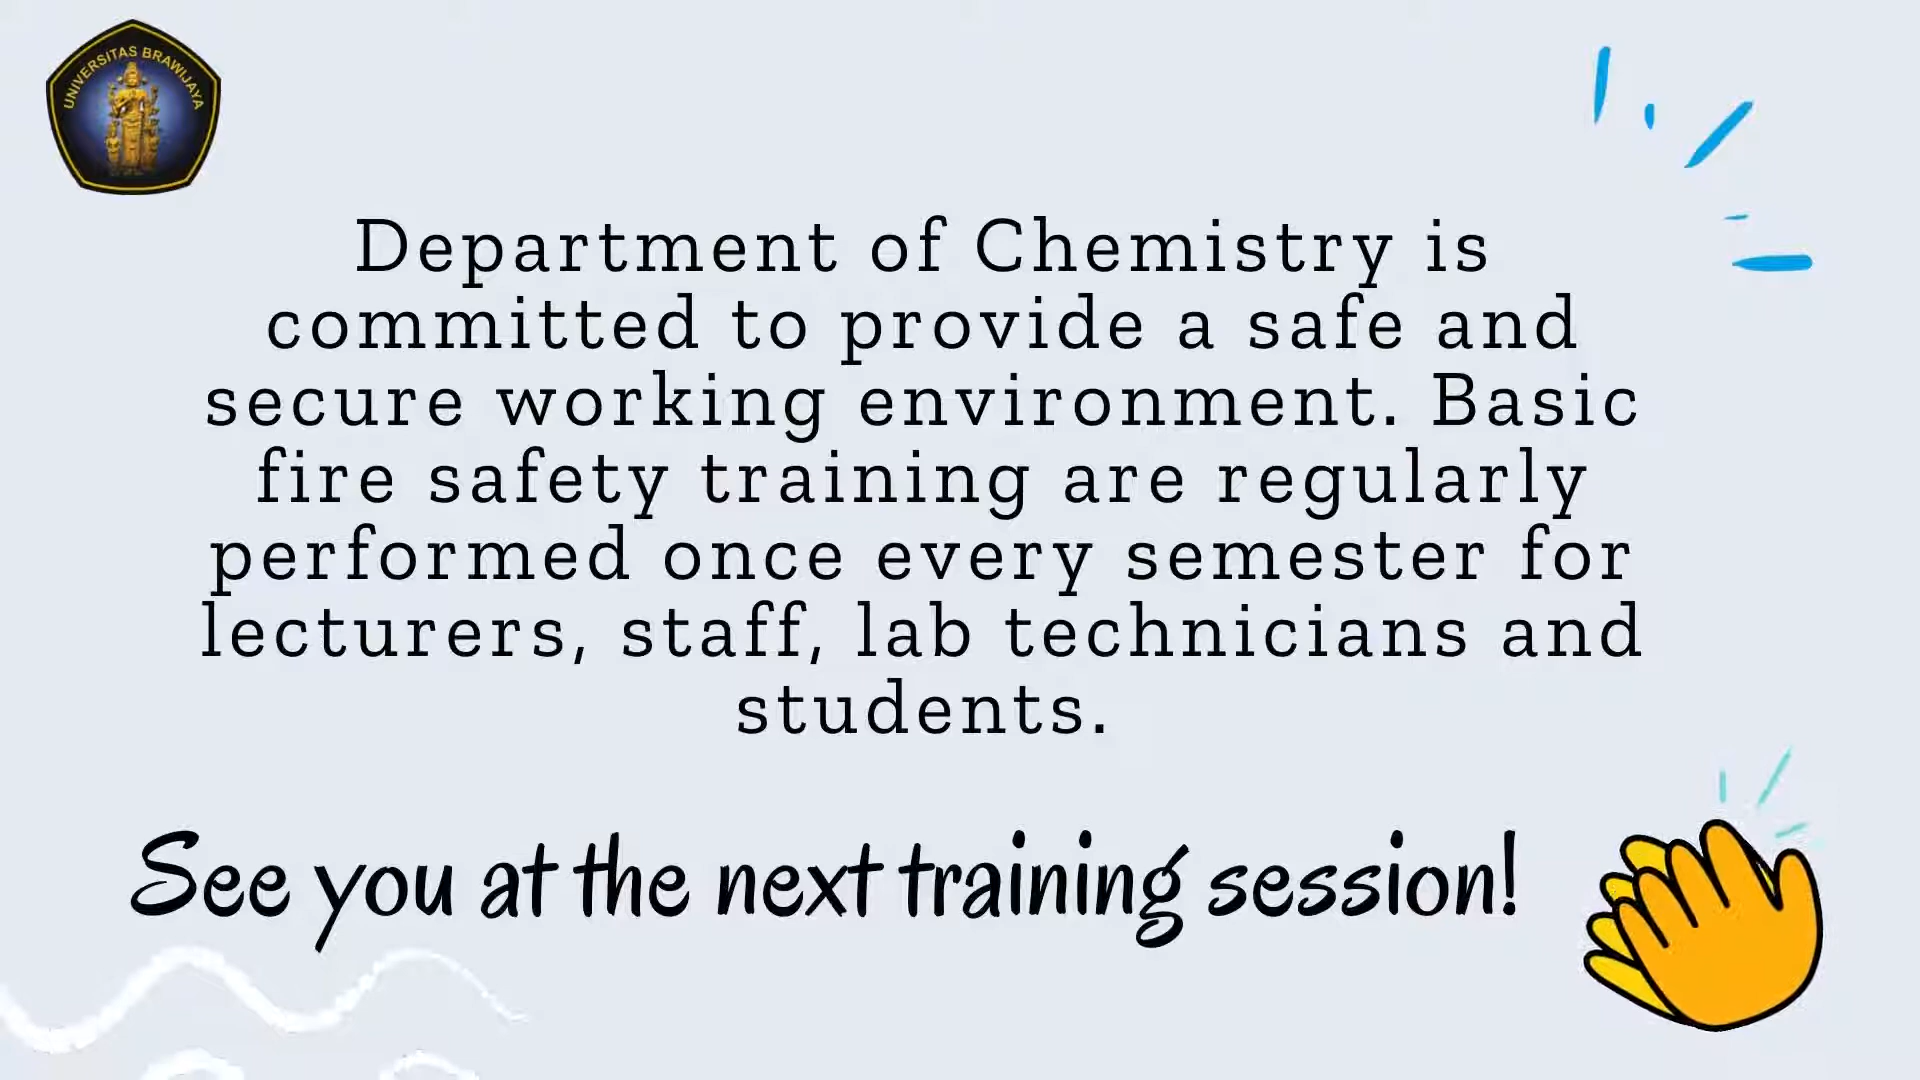 UNIVERSITAS BRAWIJAYA
Department of Chemistry is
committed to provide a safe and
secure working environment. Basic
fire safety training are regularly
performed once every semester for
lecturers, staff, lab technicians and
students.
See you at the next training session!